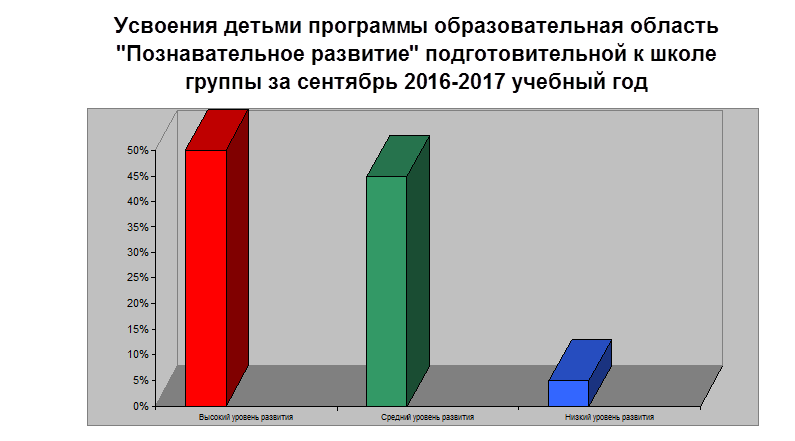 Усвоения детьми программы образовательная область
"Познавательное развитие" подготовительной к школе
группы за сентябрь 2016-2017 учебный год
50%
45%
40%
35%
30%
25%
20%
15%
10%
5%
0%
Высокий уровень развития
Средний уровень развития
Низкий уровень развития